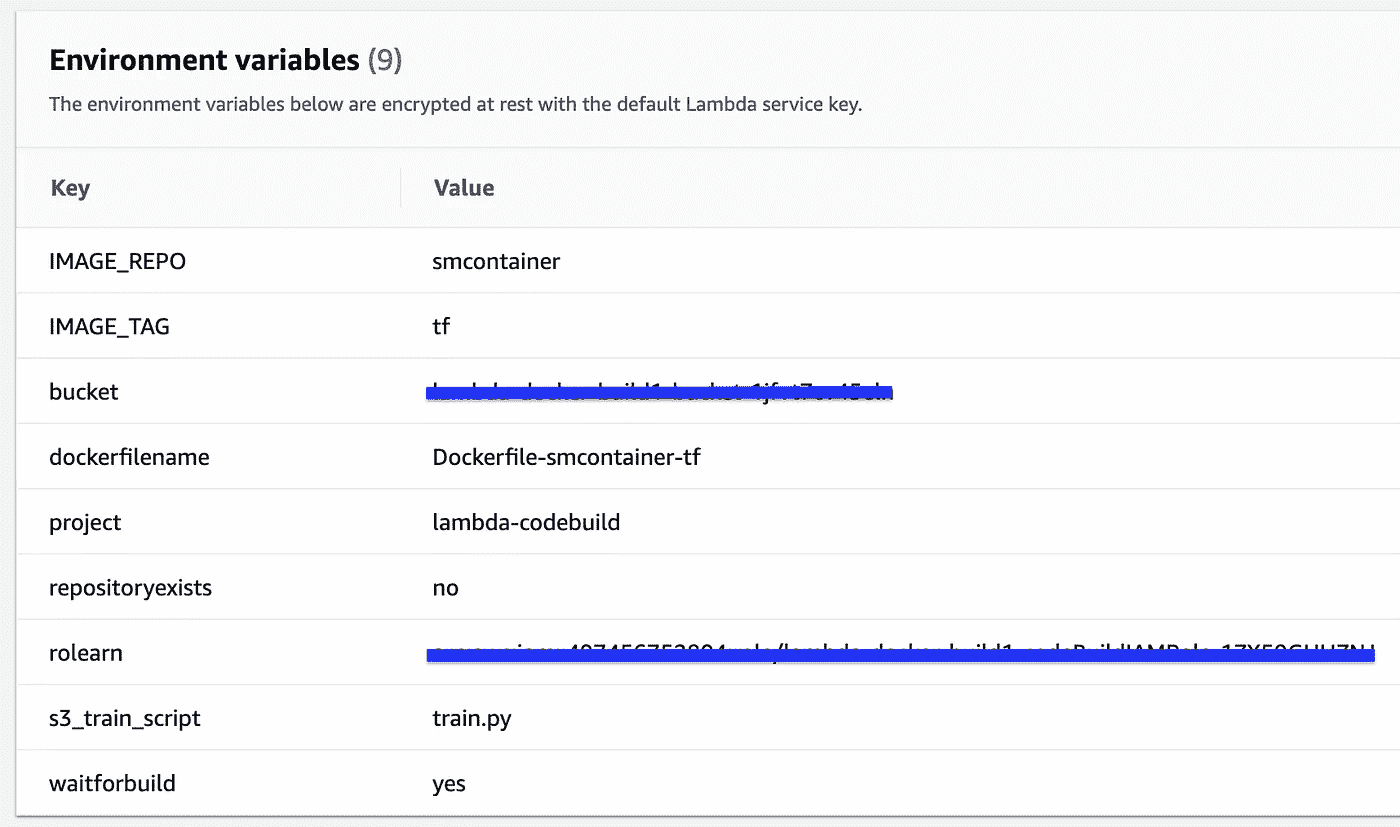 Environment variables (9)
The environment variables below are encrypted at rest with the default Lambda service key.
Key Value
IMAGE_REPO smcontainer
IMAGE_TAG tf
bucket
dockerfilename Dockerfile-smcontainer-tf
project lambda-codebuild
repositoryexists no
rolearn
s3_train_script train.py
waitforbuild yes